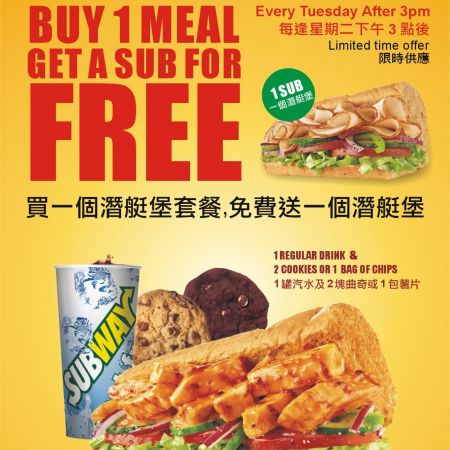 BUY 1 MEAL
GET A SUB FOR
FREE
Every Tuesday After 3pm
每逢星期二下午 3 點後
Limited time offer
限時供應
1 SUB
一個潛艇堡
買一個潛艇堡套餐,免費送一個潛艇堡
1 REGULAR DRINK &
2 COOKIES OR 1 BAG OF CHIPS
1 罐汽水及 2 塊曲奇或 1 包薯片
SUBWAY